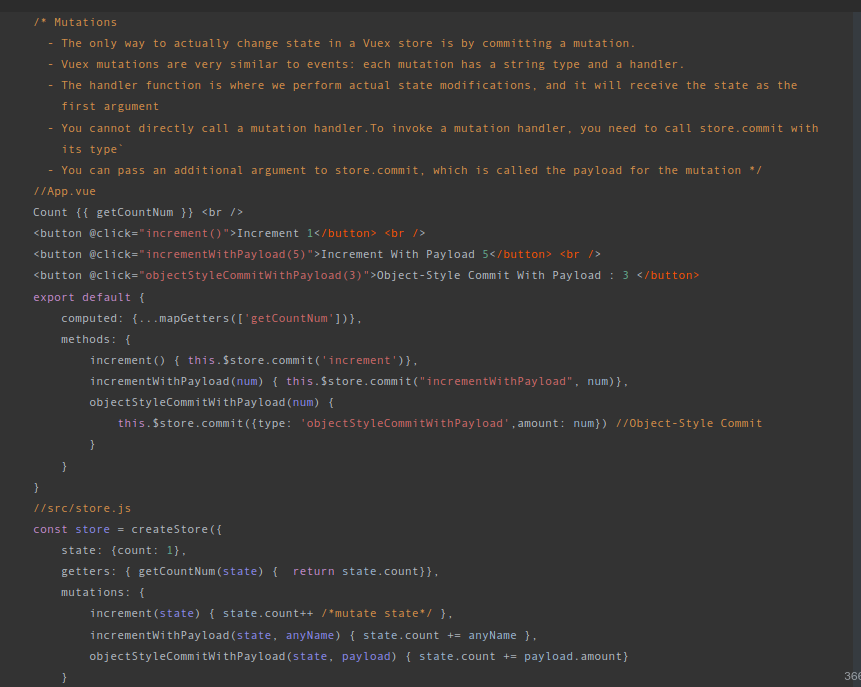 /* Mutations
- The only way to actually change state in a Vuex store is by committing a mutation.
- Vuex mutations are very similar to events: each mutation has a string type and a handler.
- The handler function is where we perform actual state modifications, and it will receive the state as the
first argument
- You cannot directly call a mutation handler.To invoke a mutation handler, you need to call store.commit with
its type`
- You can pass an additional argument to store.commit, which is called the payload for the mutation */
//App.vue
Count {{ getCountNum }} <br />
<button @click="increment()">Increment 1</button> <br />
<button @click="incrementWithPayload(5)">Increment With Payload 5</button> <br />
<button @click="objectStyleCommitWithPayload(3)">Object-Style Commit With Payload : 3 </button>
export default {
computed: {...mapGetters(['getCountNum'])},
methods: {
increment() { this.$store.commit('increment')},
incrementWithPayload(num) { this.$store.commit("incrementWithPayload", num)},
objectStyleCommitWithPayload(num) {
this.$store.commit({type: 'objectStyleCommitWithPayload',amount: num}) //Object-Style Commit
}
}
}
//src/store.js
const store = createStore({
state: {count: 1},
getters: { getCountNum(state) {  return state.count}},
mutations: {
increment(state) { state.count++ /*mutate state*/ },
incrementWithPayload(state, anyName) { state.count += anyName },
objectStyleCommitWithPayload(state, payload) { state.count += payload.amount}
}